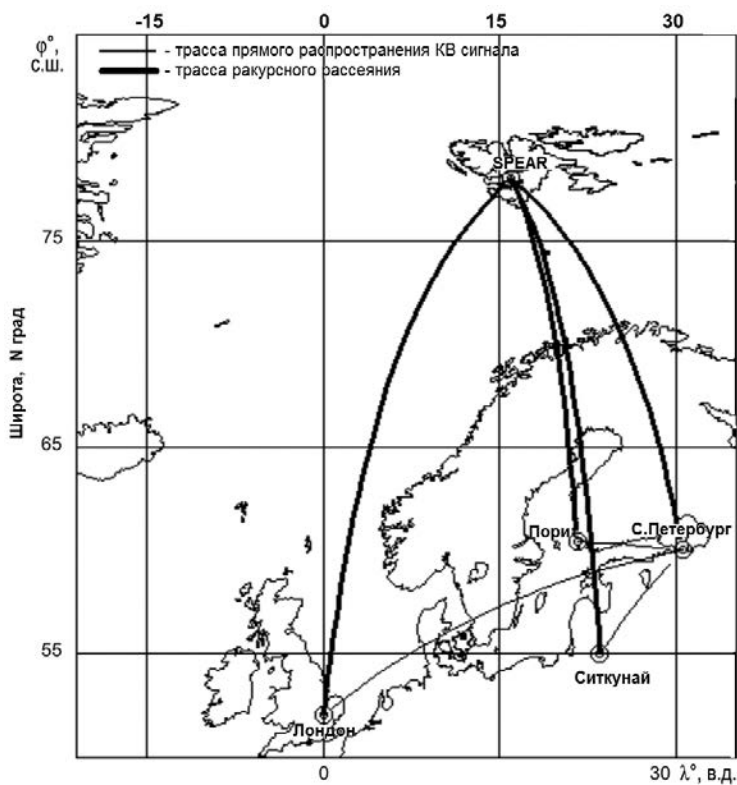 -15 0 15 30
φ°,
с.ш.
- трасса прямого распространения КВ сигнала
- трасса ракурсного рассеяния
SPEAR
75
Широта, N град
65
Пори
С.Петербург
55
Ситкунай
Лондон
0 30 λ°, в.д.